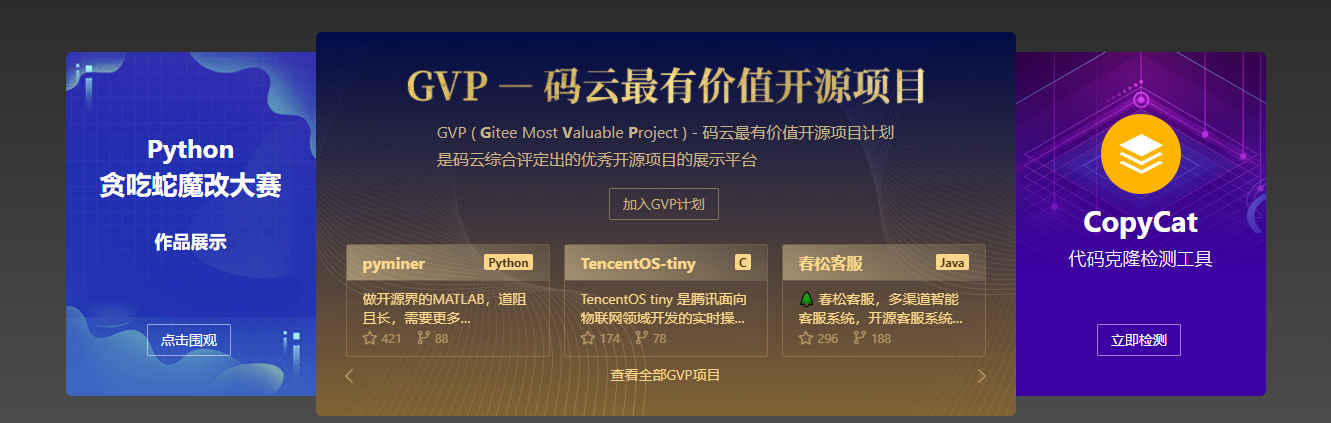 Python
贪吃蛇魔改大赛
作品展示
点击围观
GVP — 码云最有价值开源项目
GVP ( Gitee Most Valuable Project ) - 码云最有价值开源项目计划
是码云综合评定出的优秀开源项目的展示平台
加入GVP计划
pyminer Python
做开源界的MATLAB，道阻
且长，需要更多...
421 88
TencentOS-tiny C
TencentOS tiny 是腾讯面向
物联网领域开发的实时操...
174 78
春松客服 Java
🌲 春松客服，多渠道智能
客服系统，开源客服系统...
296 188
查看全部GVP项目
CopyCat
代码克隆检测工具
立即检测